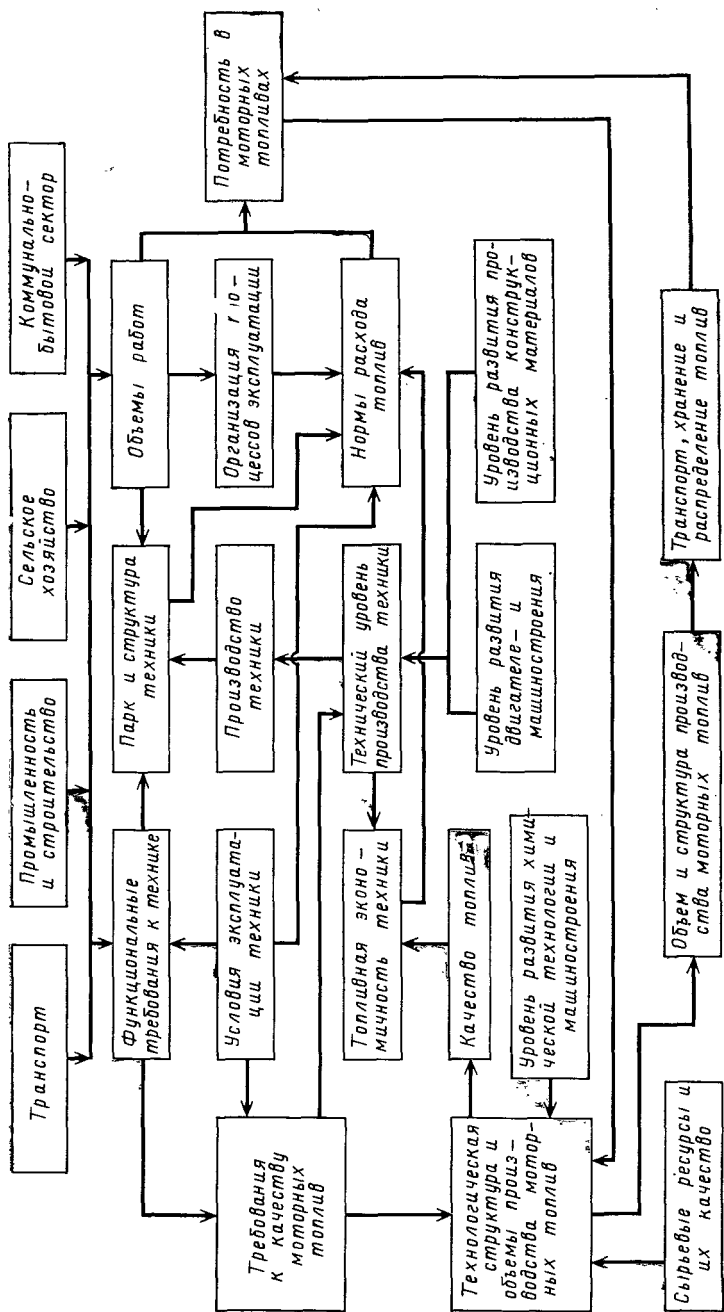 Транспорт
Промышленность
и строительство
Сельское
хозяйство
Коммунально-
бытовой сектор
Функциональные
требования к технике
Парк и структура
техники
Объемы работ
Потребность в
моторных
топливах
Требования
к качеству
моторных
топлив
Условия эксплуата-
ции техники
Производство
техники
Организация
цессов эксплуатации
Топливная эконо-
мичность техники
Технический уровень
производства техники
Нормы расхода
топлив
Технологическая
структура и
объемы произ-
водства мотор-
ных топлив
Качество топлив
Уровень развития хими-
ческой технологии и
машиностроения
Уровень развития
двигателе- и
машиностроения
Уровень развития про-
изводства конструк-
ционных материалов
Сырьевые ресурсы и
их качество
Объем и структура производ-
ства моторных топлив
Транспорт, хранение и
распределение топлив